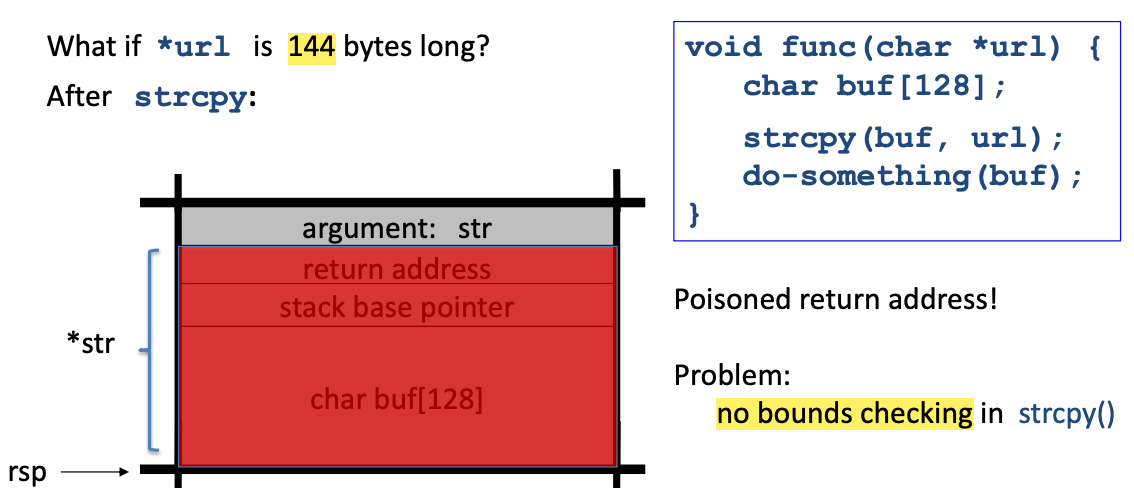 What if *url is 144 bytes long?
After strcpy:
void func(char *url) {
char buf[128];
strcpy(buf, url);
do-something(buf);
}
argument: str
return address
stack base pointer
*str
char buf[128]
rsp
Poisoned return address!
Problem:
no bounds checking in strcpy()